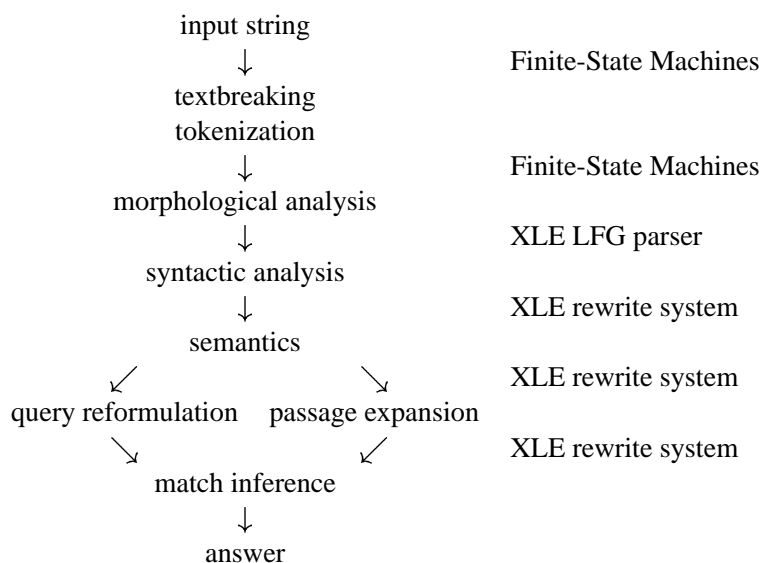 input string
Finite-State Machines
textbreaking
tokenization
Finite-State Machines
morphological analysis
XLE LFG parser
syntactic analysis
XLE rewrite system
semantics
XLE rewrite system
query reformulation passage expansion
XLE rewrite system
match inference
answer